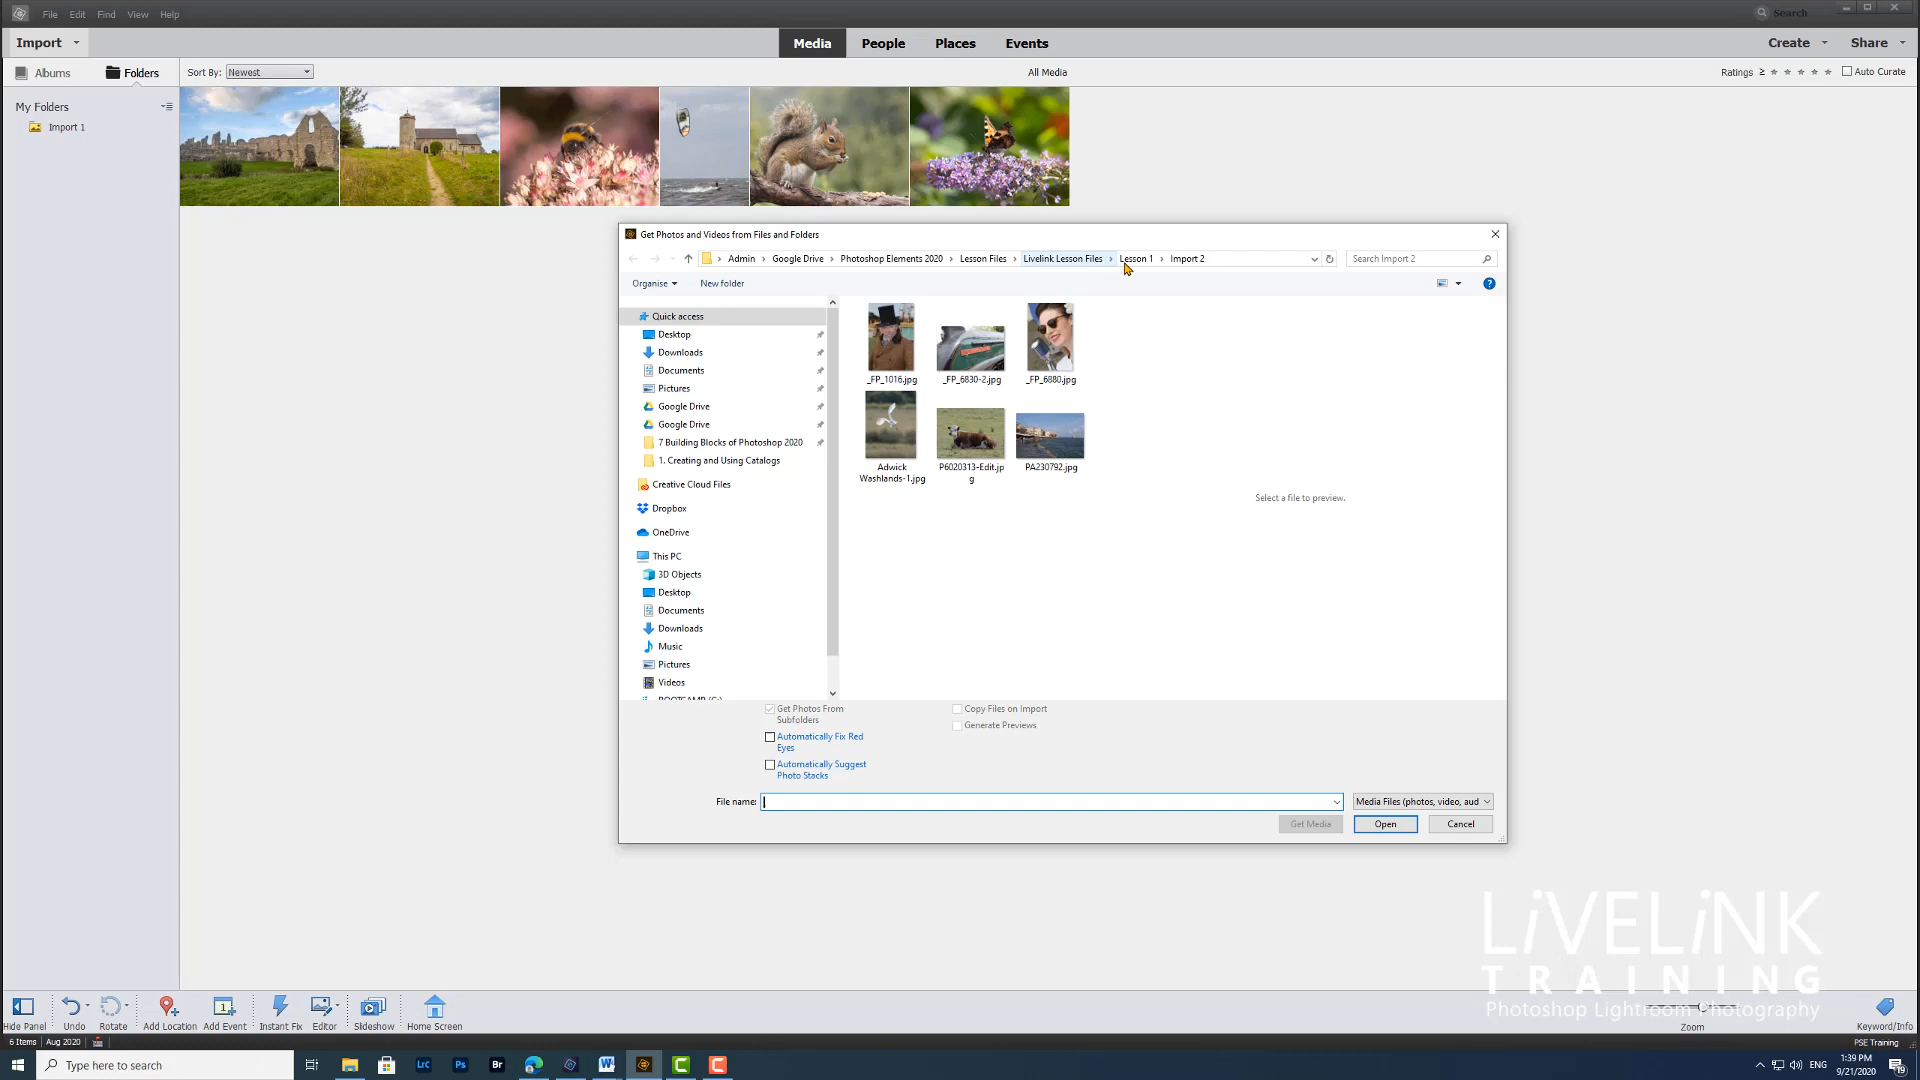 File Edit Find View Help Search
Import Media People Places Events Create Share
Albums Folders Sort By: Newest All Media Ratings ≥ Auto Curate
My Folders
Import 1
Get Photos and Videos from Files and Folders
Admin Google Drive Photoshop Elements 2020 Lesson Files Livelink Lesson Files Lesson 1 Import 2 Search Import 2
Organise New folder
Quick access
Desktop
Downloads
Documents
Pictures
Google Drive
Google Drive
7 Building Blocks of Photoshop 2020
1. Creating and Using Catalogs
Creative Cloud Files
Dropbox
OneDrive
This PC
3D Objects
Desktop
Documents
Downloads
Music
Pictures
Videos
_FP_1016.jpg _FP_6830-2.jpg _FP_6880.jpg
Adwick P6020313-Edit.jp PA230792.jpg
Washlands-1.jpg g
Select a file to preview.
Get Photos From Copy Files on Import
Subfolders Generate Previews
Automatically Fix Red
Eyes
Automatically Suggest
Photo Stacks
File name: Media Files (photos, video, aud
Get Media Open Cancel
LiVELiNK
TRAINING
Photoshop Lightroom Photography
Hide Panel Undo Rotate Add Location Add Event Instant Fix Editor Slideshow Home Screen Zoom Keyword/Info
6 Items Aug 2020 PSE Training
Type here to search LrC Ps Br ENG 1:39 PM
9/21/2020 19